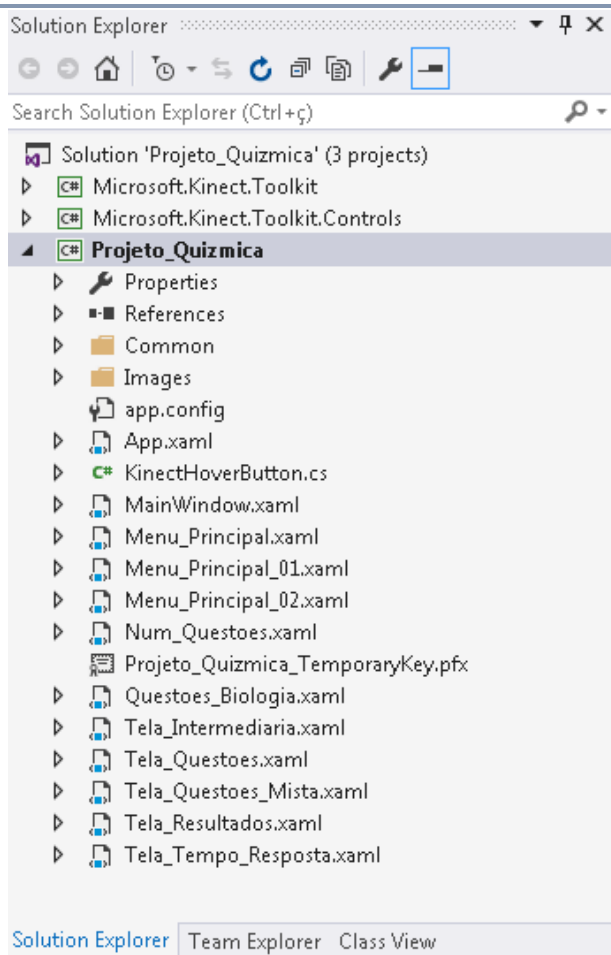 Solution Explorer
Search Solution Explorer (Ctrl+ç)
Solution 'Projeto_Quizmica' (3 projects)
C# Microsoft.Kinect.Toolkit
C# Microsoft.Kinect.Toolkit.Controls
C# Projeto_Quizmica
Properties
References
Common
Images
app.config
App.xaml
C# KinectHoverButton.cs
MainWindow.xaml
Menu_Principal.xaml
Menu_Principal_01.xaml
Menu_Principal_02.xaml
Num_Questoes.xaml
Projeto_Quizmica_TemporaryKey.pfx
Questoes_Biologia.xaml
Tela_Intermediaria.xaml
Tela_Questoes.xaml
Tela_Questoes_Mista.xaml
Tela_Resultados.xaml
Tela_Tempo_Resposta.xaml
Solution Explorer Team Explorer Class View